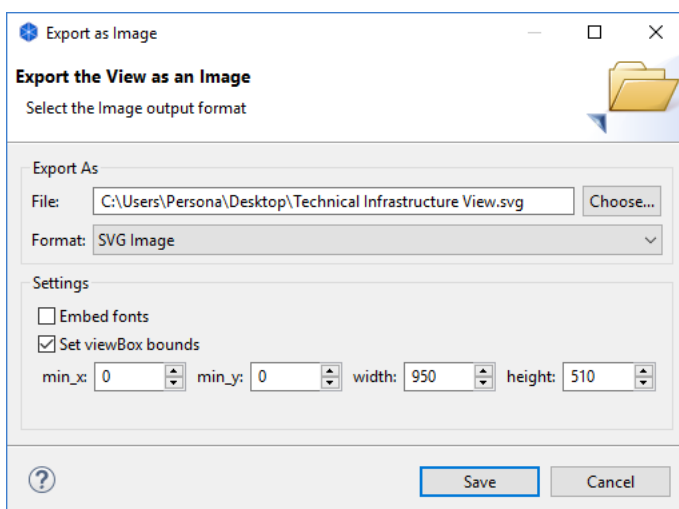 Export as Image
Export the View as an Image
Select the Image output format
Export As
File: C:\Users\Persona\Desktop\Technical Infrastructure View.svg Choose...
Format: SVG Image
Settings
Embed fonts
Set viewBox bounds
min_x: 0 min_y: 0 width: 950 height: 510
? Save Cancel